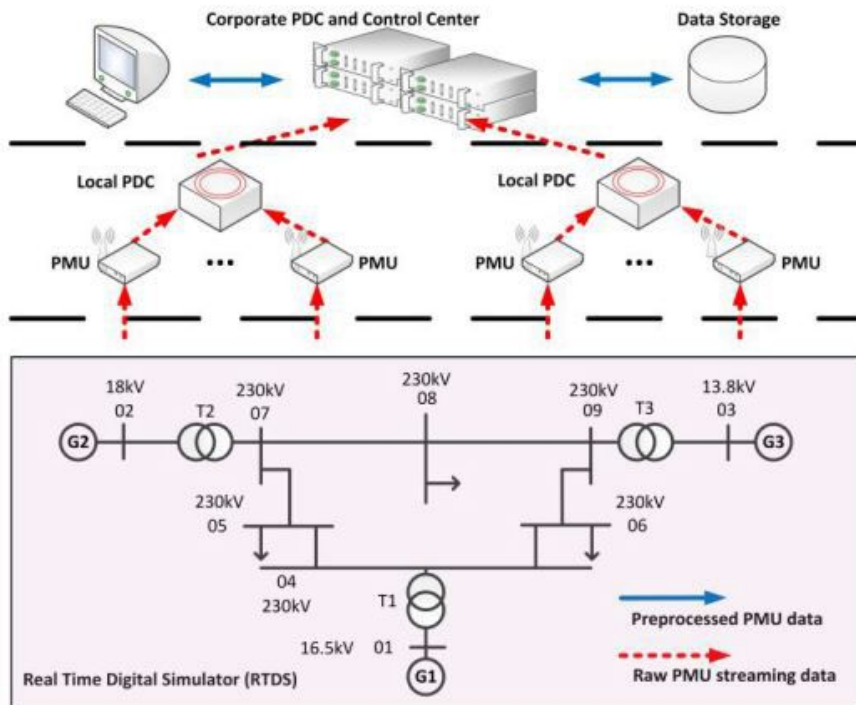 Corporate PDC and Control Center
Data Storage
Local PDC
Local PDC
PMU
...
PMU
PMU
...
PMU
18kV
02
T2
230kV
07
230kV
08
230kV
09
T3
13.8kV
03
G2
G3
230kV
05
230kV
06
04
230kV
T1
16.5kV
01
G1
Preprocessed PMU data
Raw PMU streaming data
Real Time Digital Simulator (RTDS)